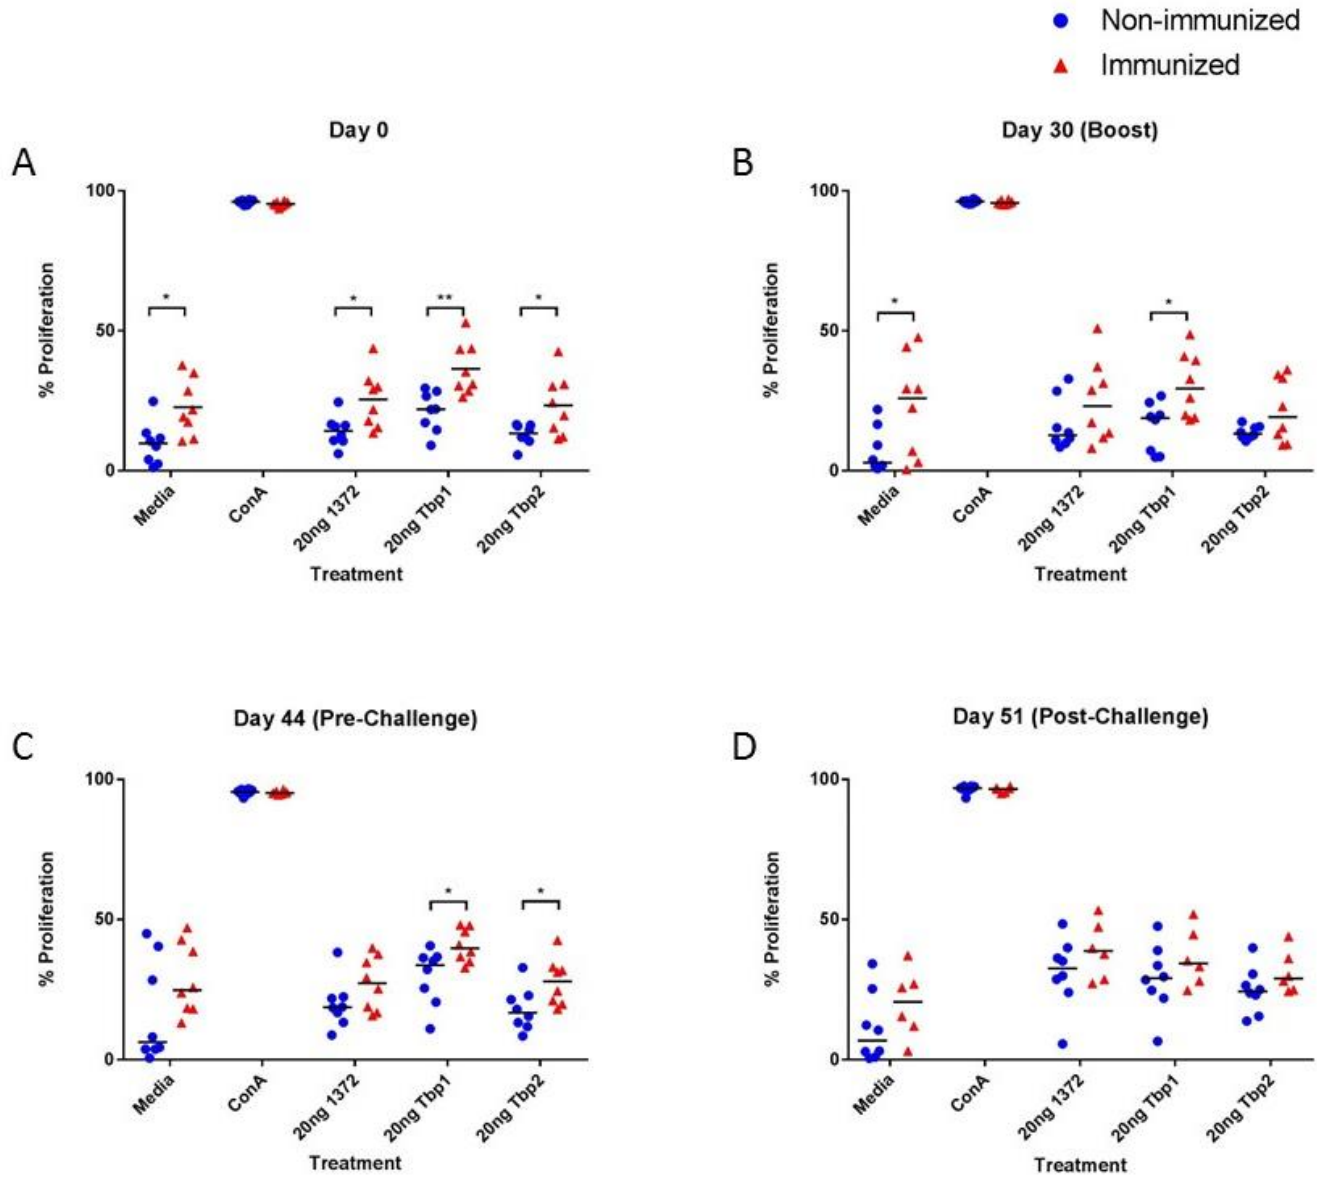 Non-immunized
Immunized
A
Day 0
100
50
0
% Proliferation
*
*
**
*
Media
ConA
20ng 1372
20ng Tbp1
20ng Tbp2
Treatment
B
Day 30 (Boost)
100
50
0
% Proliferation
*
*
Media
ConA
20ng 1372
20ng Tbp1
20ng Tbp2
Treatment
C
Day 44 (Pre-Challenge)
100
50
0
% Proliferation
*
*
Media
ConA
20ng 1372
20ng Tbp1
20ng Tbp2
Treatment
D
Day 51 (Post-Challenge)
100
50
0
% Proliferation
Media
ConA
20ng 1372
20ng Tbp1
20ng Tbp2
Treatment